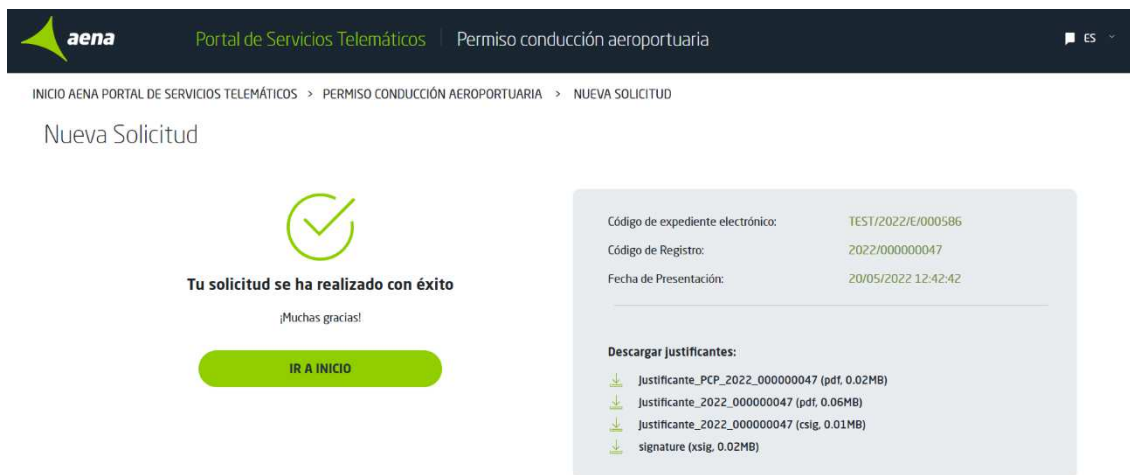 aena
Portal de Servicios Telemáticos
Permiso conducción aeroportuaria
ES
INICIO AENA PORTAL DE SERVICIOS TELEMÁTICOS > PERMISO CONDUCCIÓN AEROPORTUARIA > NUEVA SOLICITUD
Nueva Solicitud
Tu solicitud se ha realizado con éxito
¡Muchas gracias!
IR A INICIO
Código de expediente electrónico: TEST/2022/E/000586
Código de Registro: 2022/000000047
Fecha de Presentación: 20/05/2022 12:42:42
Descargar justificantes:
Justificante_PCP_2022_000000047 (pdf, 0.02MB)
Justificante_2022_000000047 (pdf, 0.06MB)
Justificante_2022_000000047 (csig, 0.01MB)
signature (xsig, 0.02MB)